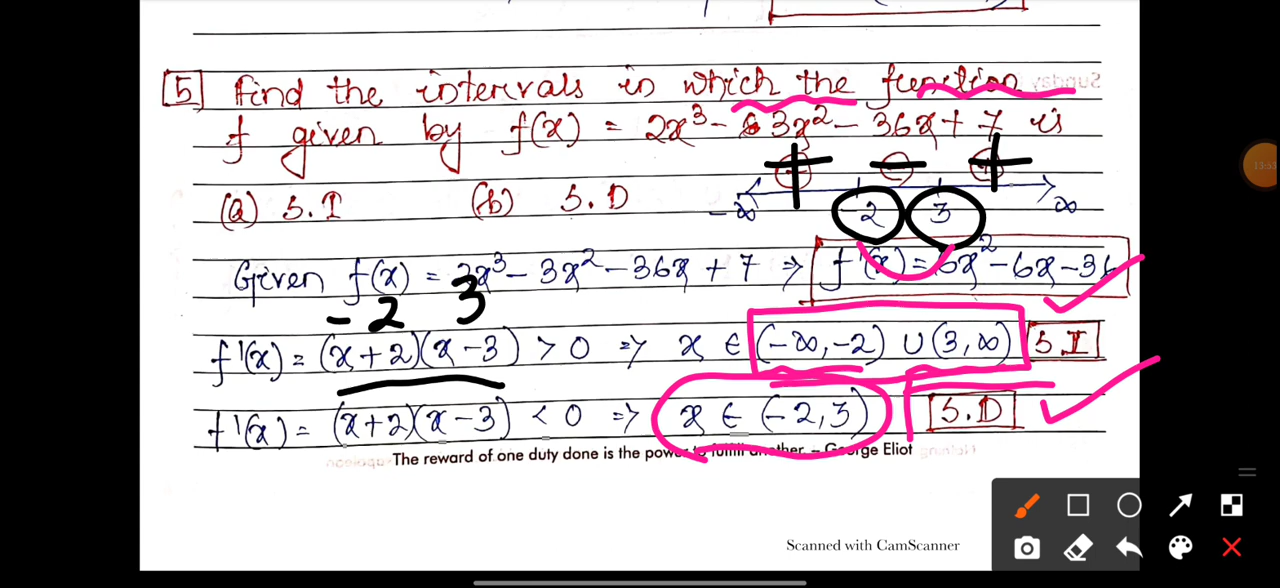 [5] Find the intervals in which the function
f given by f(x) = 2x³ - 3x² - 36x + 7 is
+ - +
(a) S.I (b) S.D -∞ -2 3 ∞
Given f(x) = 2x³ - 3x² - 36x + 7 ⇒ f'(x) = 6x² - 6x - 36
-2 3
f'(x) = (x+2)(x-3) > 0 ⇒ x ∈ (-∞, -2) ∪ (3, ∞) S.I
f'(x) = (x+2)(x-3) < 0 ⇒ x ∈ (-2, 3) S.D
The reward of one duty done is the power to fulfill another – George Eliot
Scanned with CamScanner